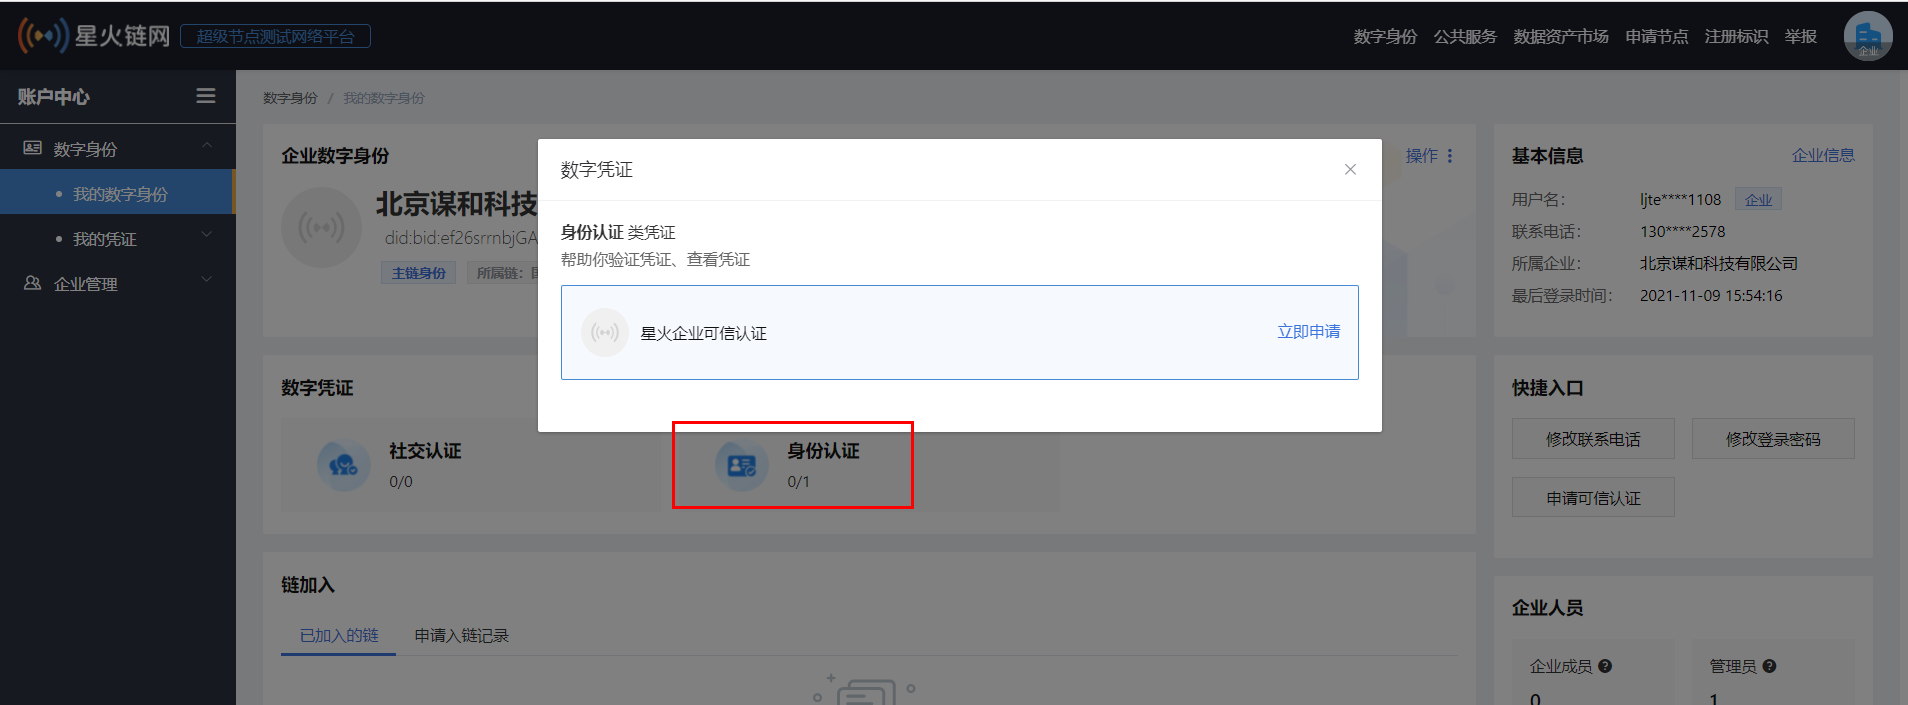 星火链网 超级节点测试网络平台 数字身份 公共服务 数据资产市场 申请节点 注册标识 举报 企业
账户中心
数字身份
我的数字身份
我的凭证
企业管理
数字身份 / 我的数字身份
企业数字身份
操作
北京谋和科技
did:bid:ef26srrnbjGA
主链身份 所属链：
数字凭证
身份认证 类凭证
帮助你验证凭证、查看凭证
星火企业可信认证 立即申请
数字凭证
社交认证
0/0
身份认证
0/1
链加入
已加入的链 申请入链记录
基本信息 企业信息
用户名： ljte****1108 企业
联系电话： 130****2578
所属企业： 北京谋和科技有限公司
最后登录时间： 2021-11-09 15:54:16
快捷入口
修改联系电话 修改登录密码
申请可信认证
企业人员
企业成员 管理员
0 1